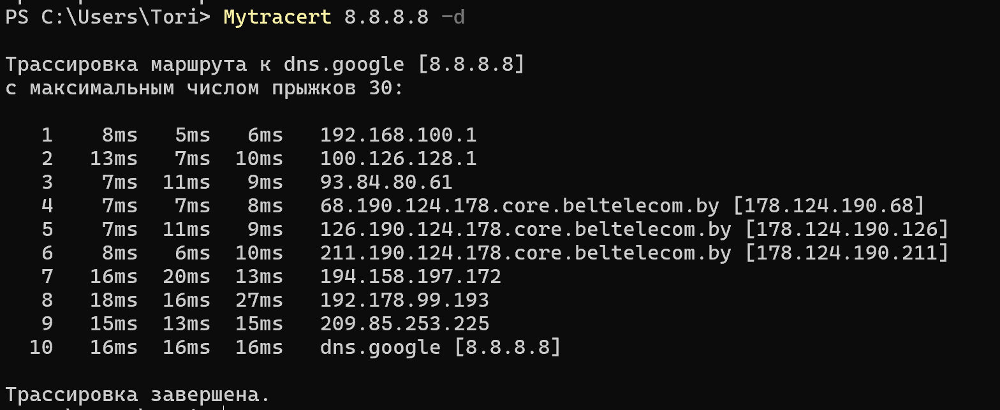 PS C:\Users\Tori> Mytracert 8.8.8.8 -d
Трассировка маршрута к dns.google [8.8.8.8]
с максимальным числом прыжков 30:
1 8ms 5ms 6ms 192.168.100.1
2 13ms 7ms 10ms 100.126.128.1
3 7ms 11ms 9ms 93.84.80.61
4 7ms 7ms 8ms 68.190.124.178.core.beltelecom.by [178.124.190.68]
5 7ms 11ms 9ms 126.190.124.178.core.beltelecom.by [178.124.190.126]
6 8ms 6ms 10ms 211.190.124.178.core.beltelecom.by [178.124.190.211]
7 16ms 20ms 13ms 194.158.197.172
8 18ms 16ms 27ms 192.178.99.193
9 15ms 13ms 15ms 209.85.253.225
10 16ms 16ms 16ms dns.google [8.8.8.8]
Трассировка завершена.